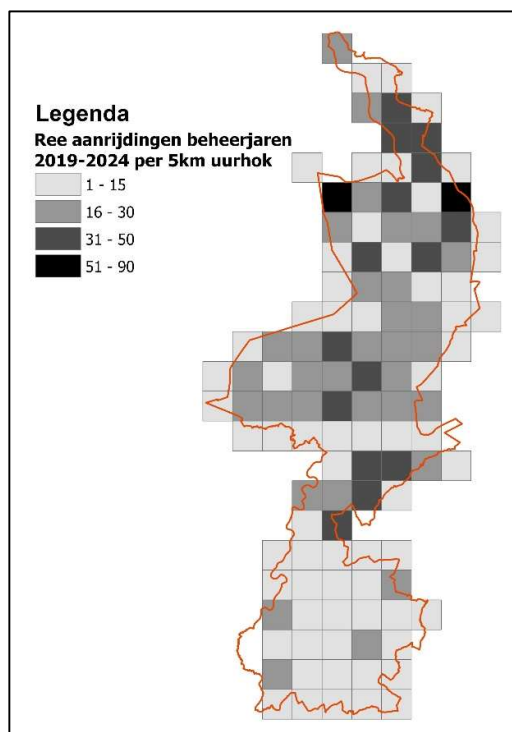 Legenda
Ree aanrijdingen beheerjaren
2019-2024 per 5km uurhok
1 - 15
16 - 30
31 - 50
51 - 90